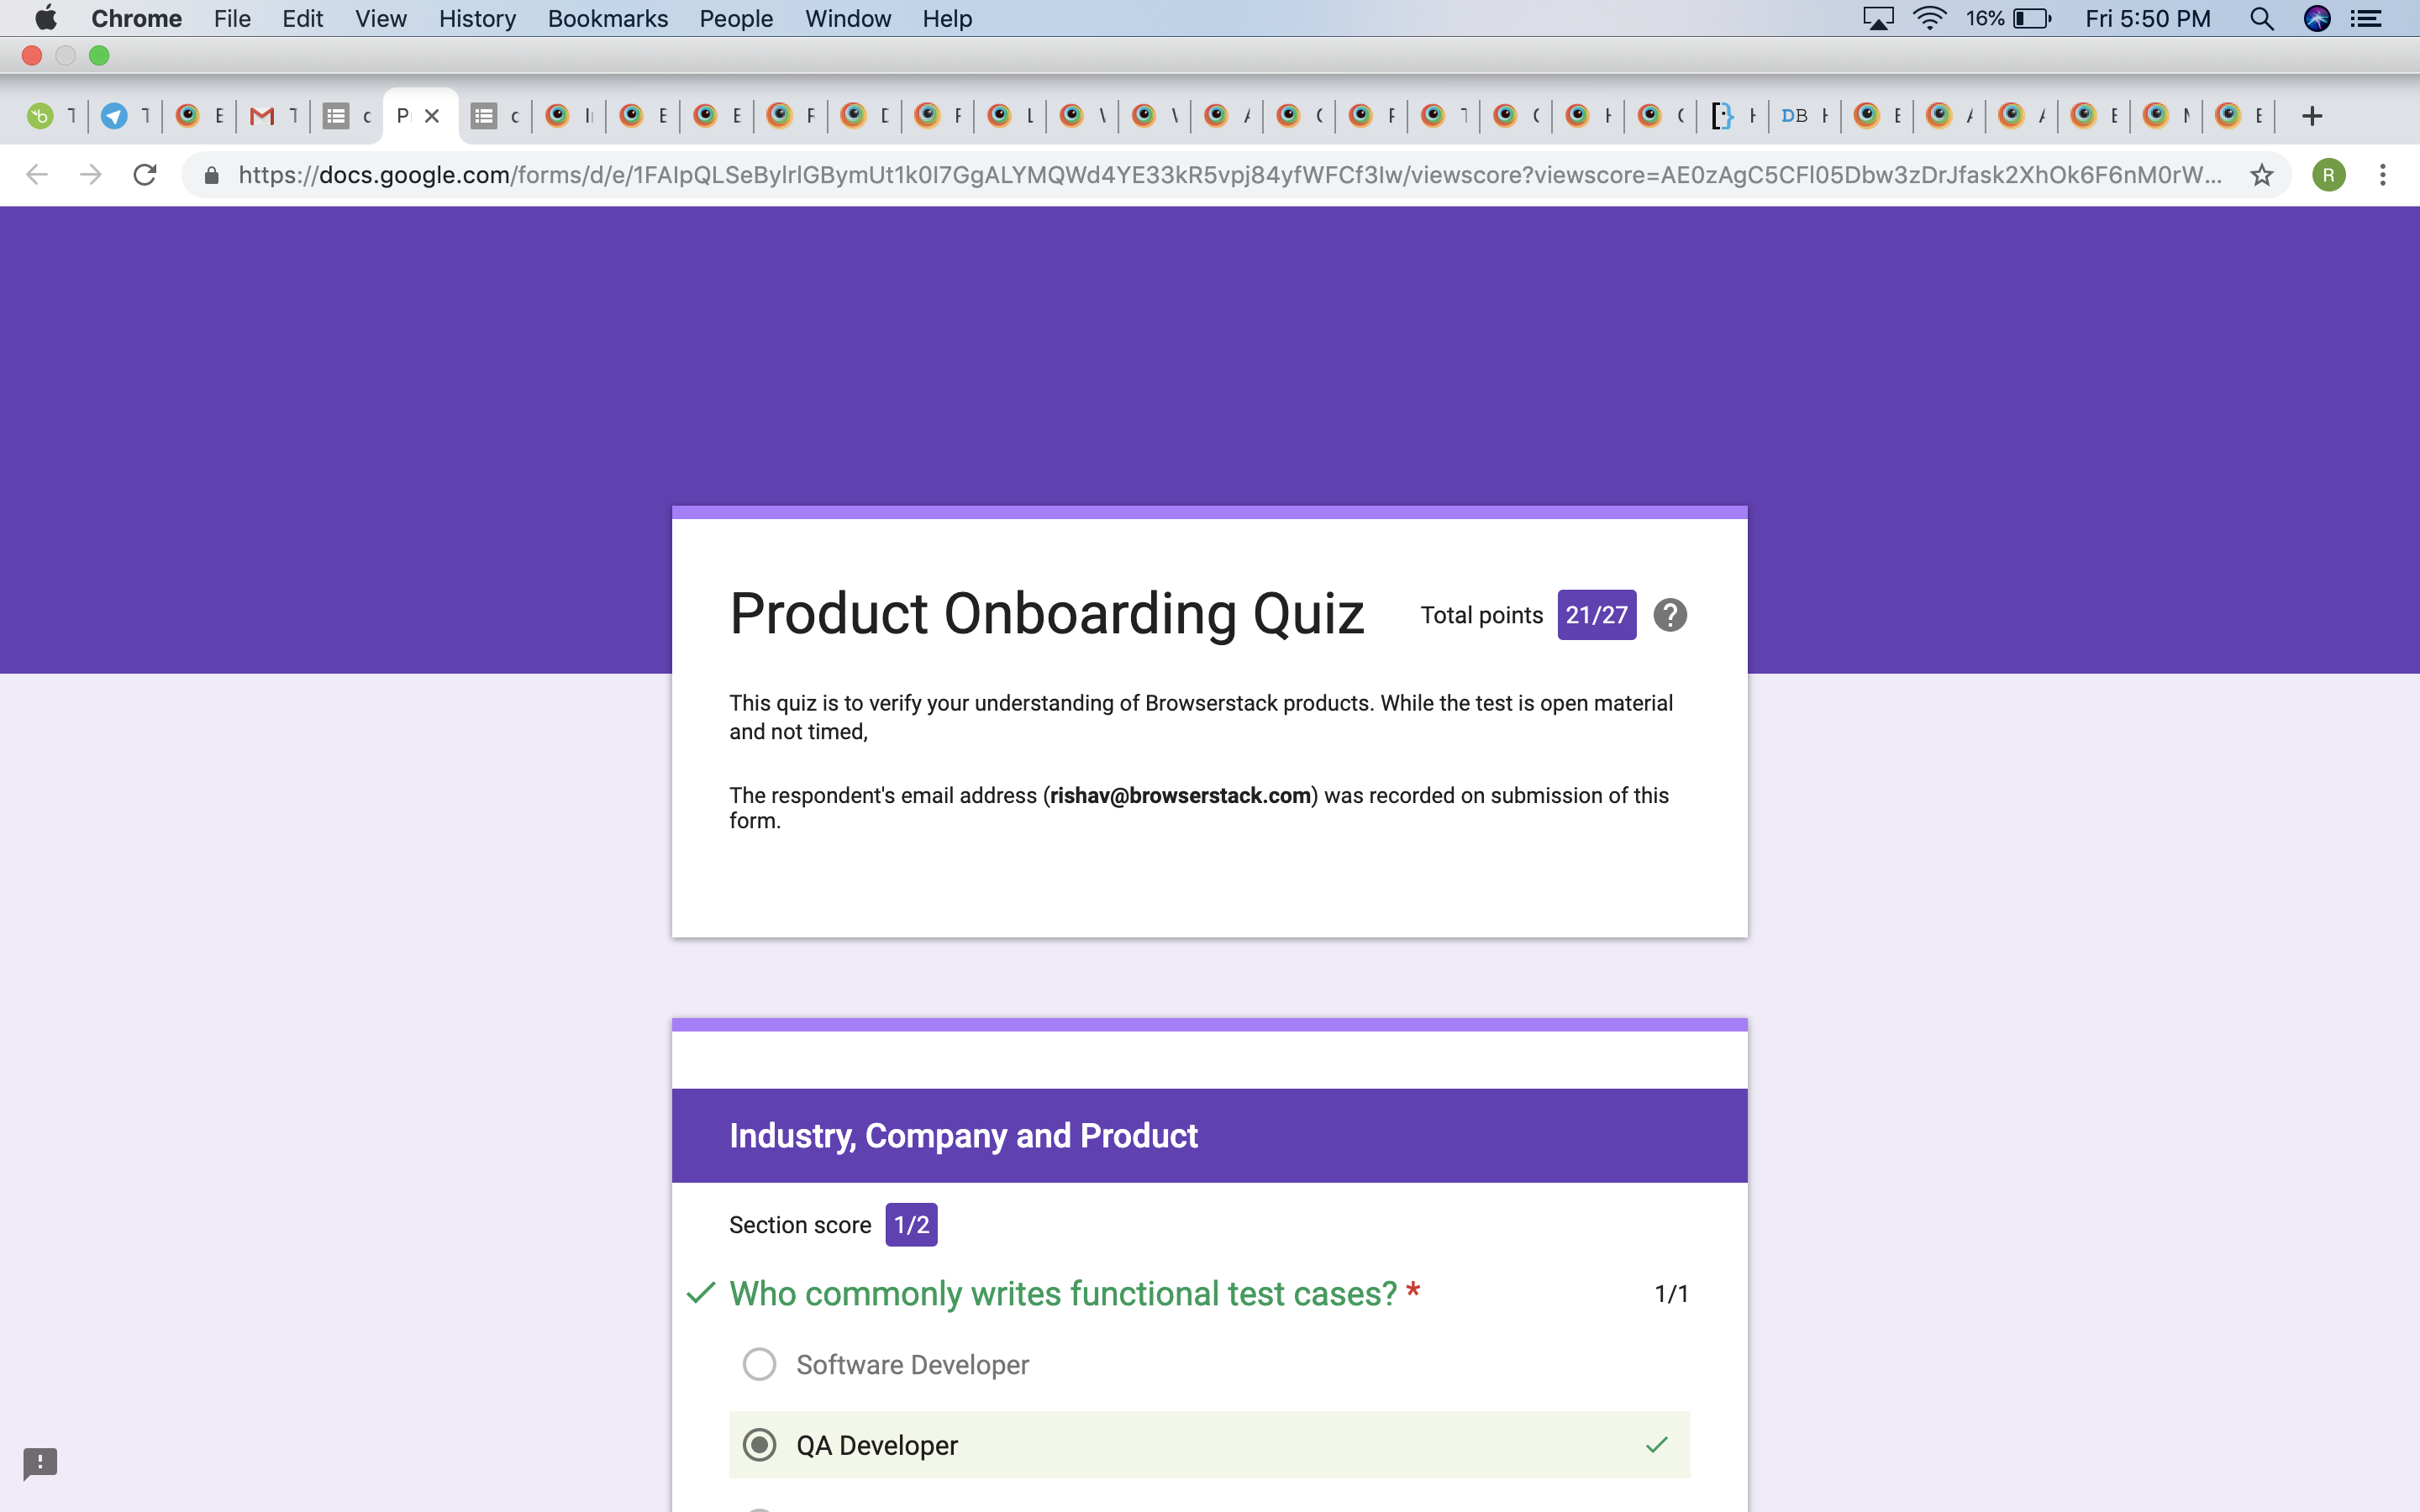 Chrome File Edit View History Bookmarks People Window Help 16% Fri 5:50 PM
https://docs.google.com/forms/d/e/1FAIpQLSeByIrIGBymUt1k0I7GgALYMQWd4YE33kR5vpj84yfWFCf3Iw/viewscore?viewscore=AE0zAgC5CFl05Dbw3zDrJfask2XhOk6F6nM0rW... R
Product Onboarding Quiz Total points 21/27 ?
This quiz is to verify your understanding of Browserstack products. While the test is open material
and not timed,
The respondent's email address (rishav@browserstack.com) was recorded on submission of this
form.
Industry, Company and Product
Section score 1/2
Who commonly writes functional test cases? * 1/1
Software Developer
QA Developer